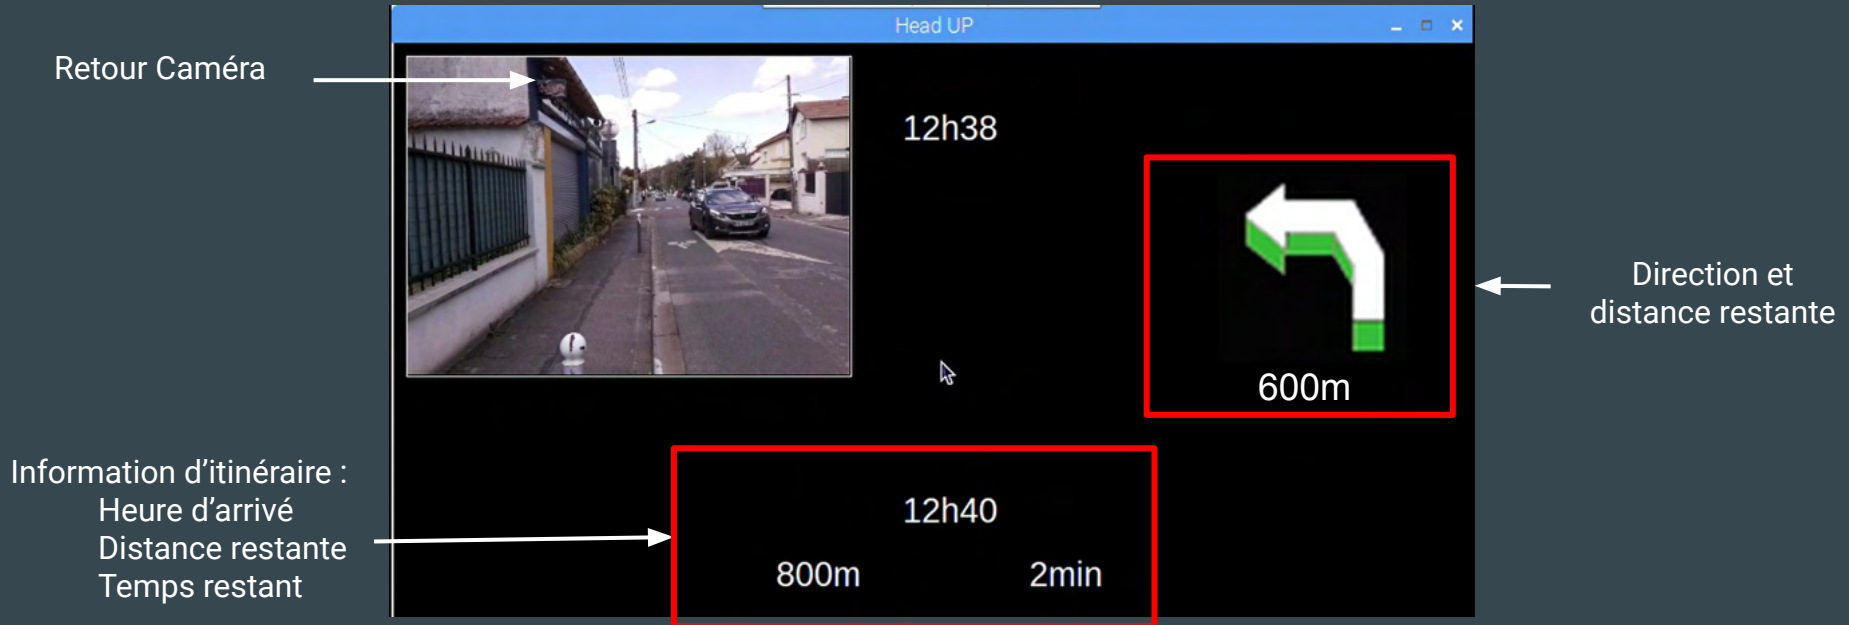 Head UP
Retour Caméra
12h38
Direction et
distance restante
600m
Information d’itinéraire :
Heure d’arrivé
Distance restante
Temps restant
12h40
800m 2min